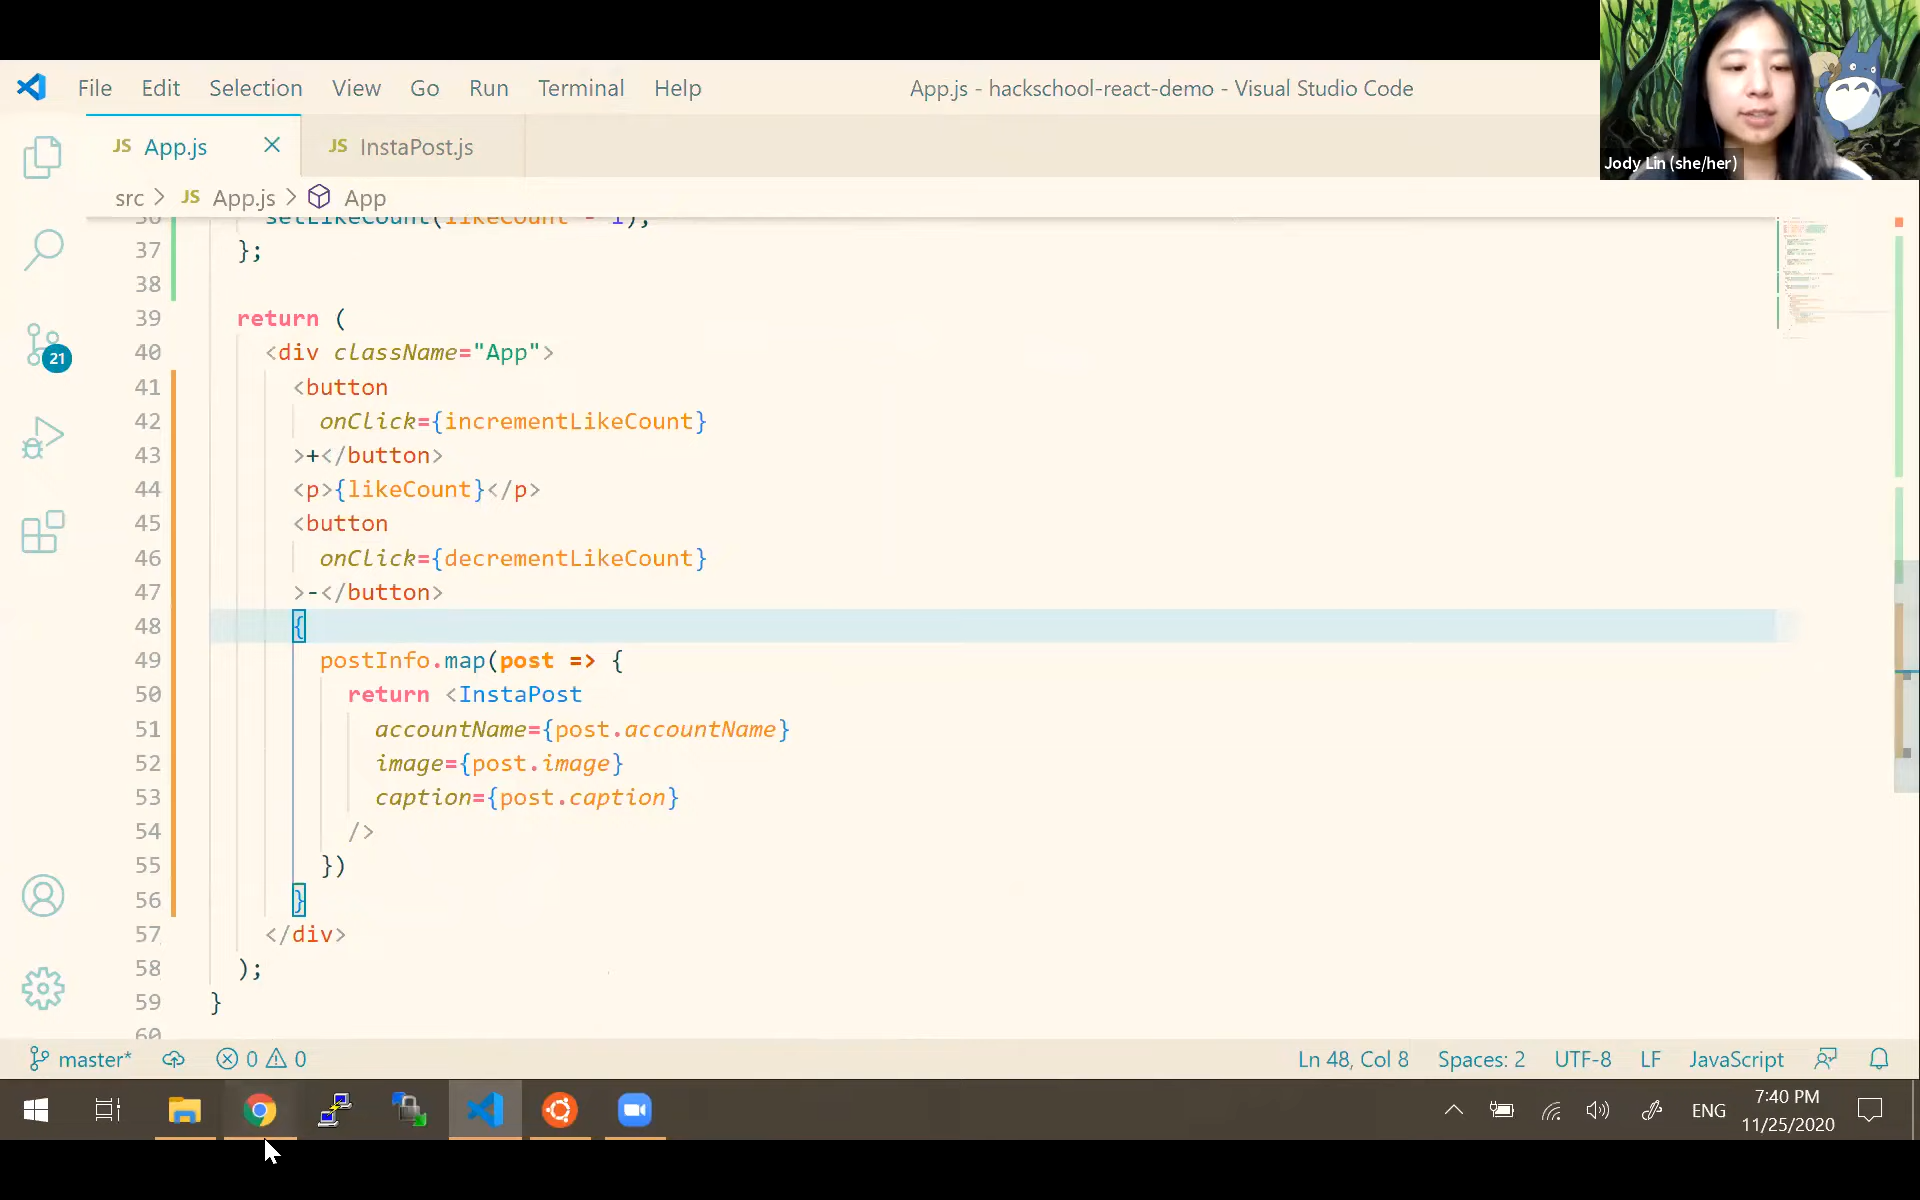 File Edit Selection View Go Run Terminal Help App.js - hackschool-react-demo - Visual Studio Code
JS App.js JS InstaPost.js
Jody Lin (she/her)
src > JS App.js > App
36 setLikeCount(likeCount - 1);
37 };
38
39 return (
40 <div className="App">
41 <button
42 onClick={incrementLikeCount}
43 >+</button>
44 <p>{likeCount}</p>
45 <button
46 onClick={decrementLikeCount}
47 >-</button>
48 {
49 postInfo.map(post => {
50 return <InstaPost
51 accountName={post.accountName}
52 image={post.image}
53 caption={post.caption}
54 />
55 })
56 }
57 </div>
58 );
59 }
60
21
master* 0 0 Ln 48, Col 8 Spaces: 2 UTF-8 LF JavaScript
ENG 7:40 PM
11/25/2020